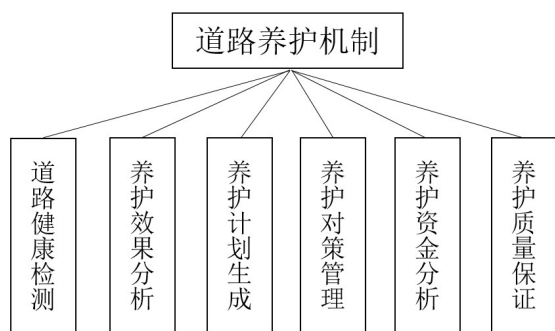 道路养护机制
道路健康检测
养护效果分析
养护计划生成
养护对策管理
养护资金分析
养护质量保证